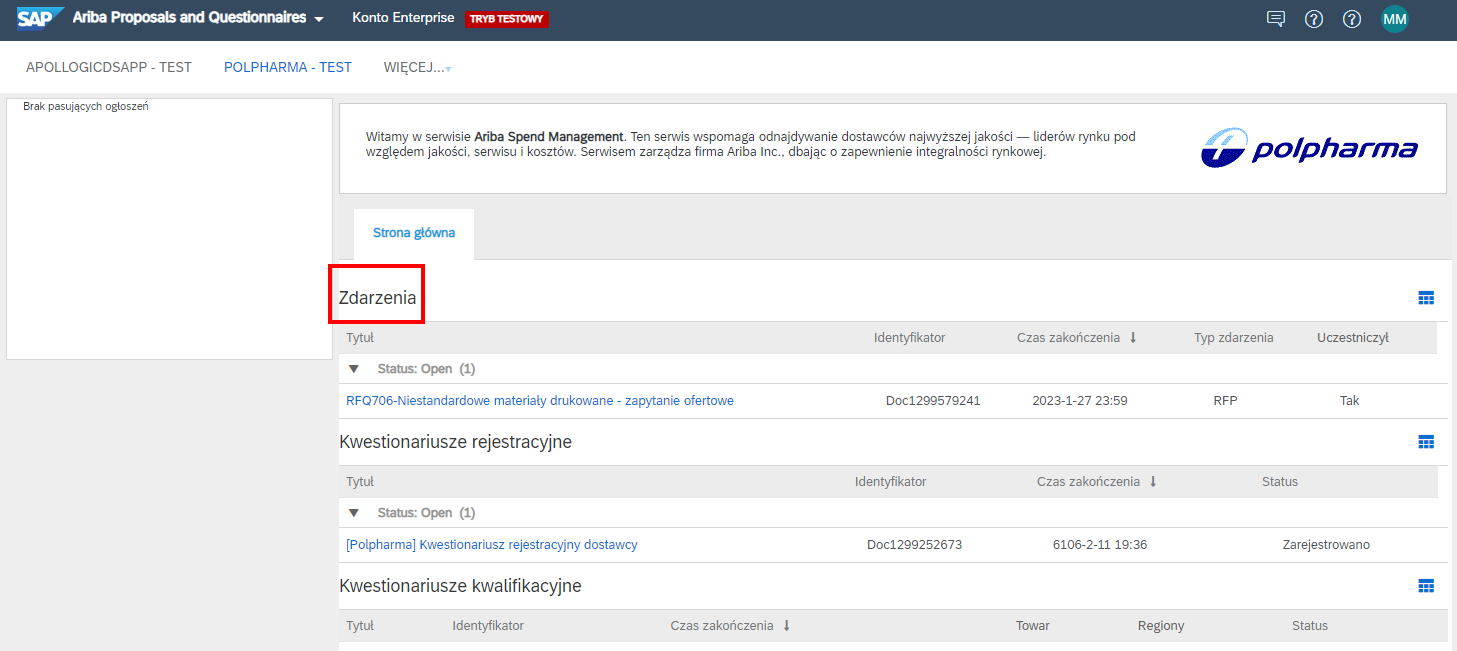 SAP Ariba Proposals and Questionnaires Konto Enterprise TRYB TESTOWY MM
APOLLOGICDSAPP - TEST POLPHARMA - TEST WIĘCEJ...
Brak pasujących ogłoszeń
Witamy w serwisie Ariba Spend Management. Ten serwis wspomaga odnajdywanie dostawców najwyższej jakości — liderów rynku pod
względem jakości, serwisu i kosztów. Serwisem zarządza firma Ariba Inc., dbając o zapewnienie integralności rynkowej.
polpharma
Strona główna
Zdarzenia
Tytuł Identyfikator Czas zakończenia ↓ Typ zdarzenia Uczestniczył
▼ Status: Open (1)
RFQ706-Niestandardowe materiały drukowane - zapytanie ofertowe Doc1299579241 2023-1-27 23:59 RFP Tak
Kwestionariusze rejestracyjne
Tytuł Identyfikator Czas zakończenia ↓ Status
▼ Status: Open (1)
[Polpharma] Kwestionariusz rejestracyjny dostawcy Doc1299252673 6106-2-11 19:36 Zarejestrowano
Kwestionariusze kwalifikacyjne
Tytuł Identyfikator Czas zakończenia ↓ Towar Regiony Status